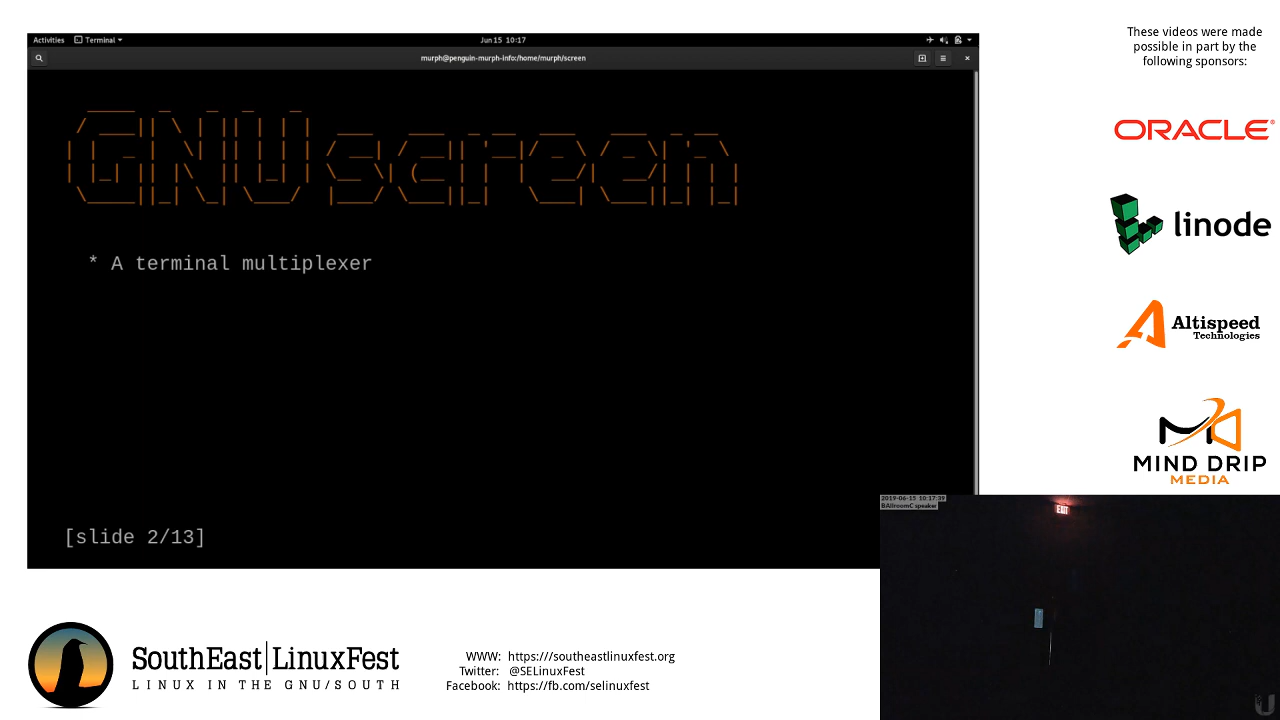 Activities Terminal
Jun 15 10:17
murph@penguin-murph-info:/home/murph/screen
GNU screen
* A terminal multiplexer
[slide 2/13]
These videos were made
possible in part by the
following sponsors:
ORACLE®
linode
Altispeed
Technologies
MIND DRIP
MEDIA
2019-06-15 10:17:39
BAllroomC speaker
EXIT
SouthEast LinuxFest
LINUX IN THE GNU/SOUTH
WWW: https:///southeastlinuxfest.org
Twitter: @SELinuxFest
Facebook: https://fb.com/selinuxfest